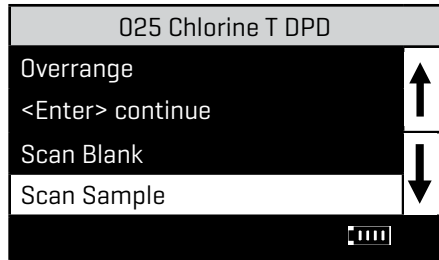 025 Chlorine T DPD
Overrange
<Enter> continue
Scan Blank
Scan Sample